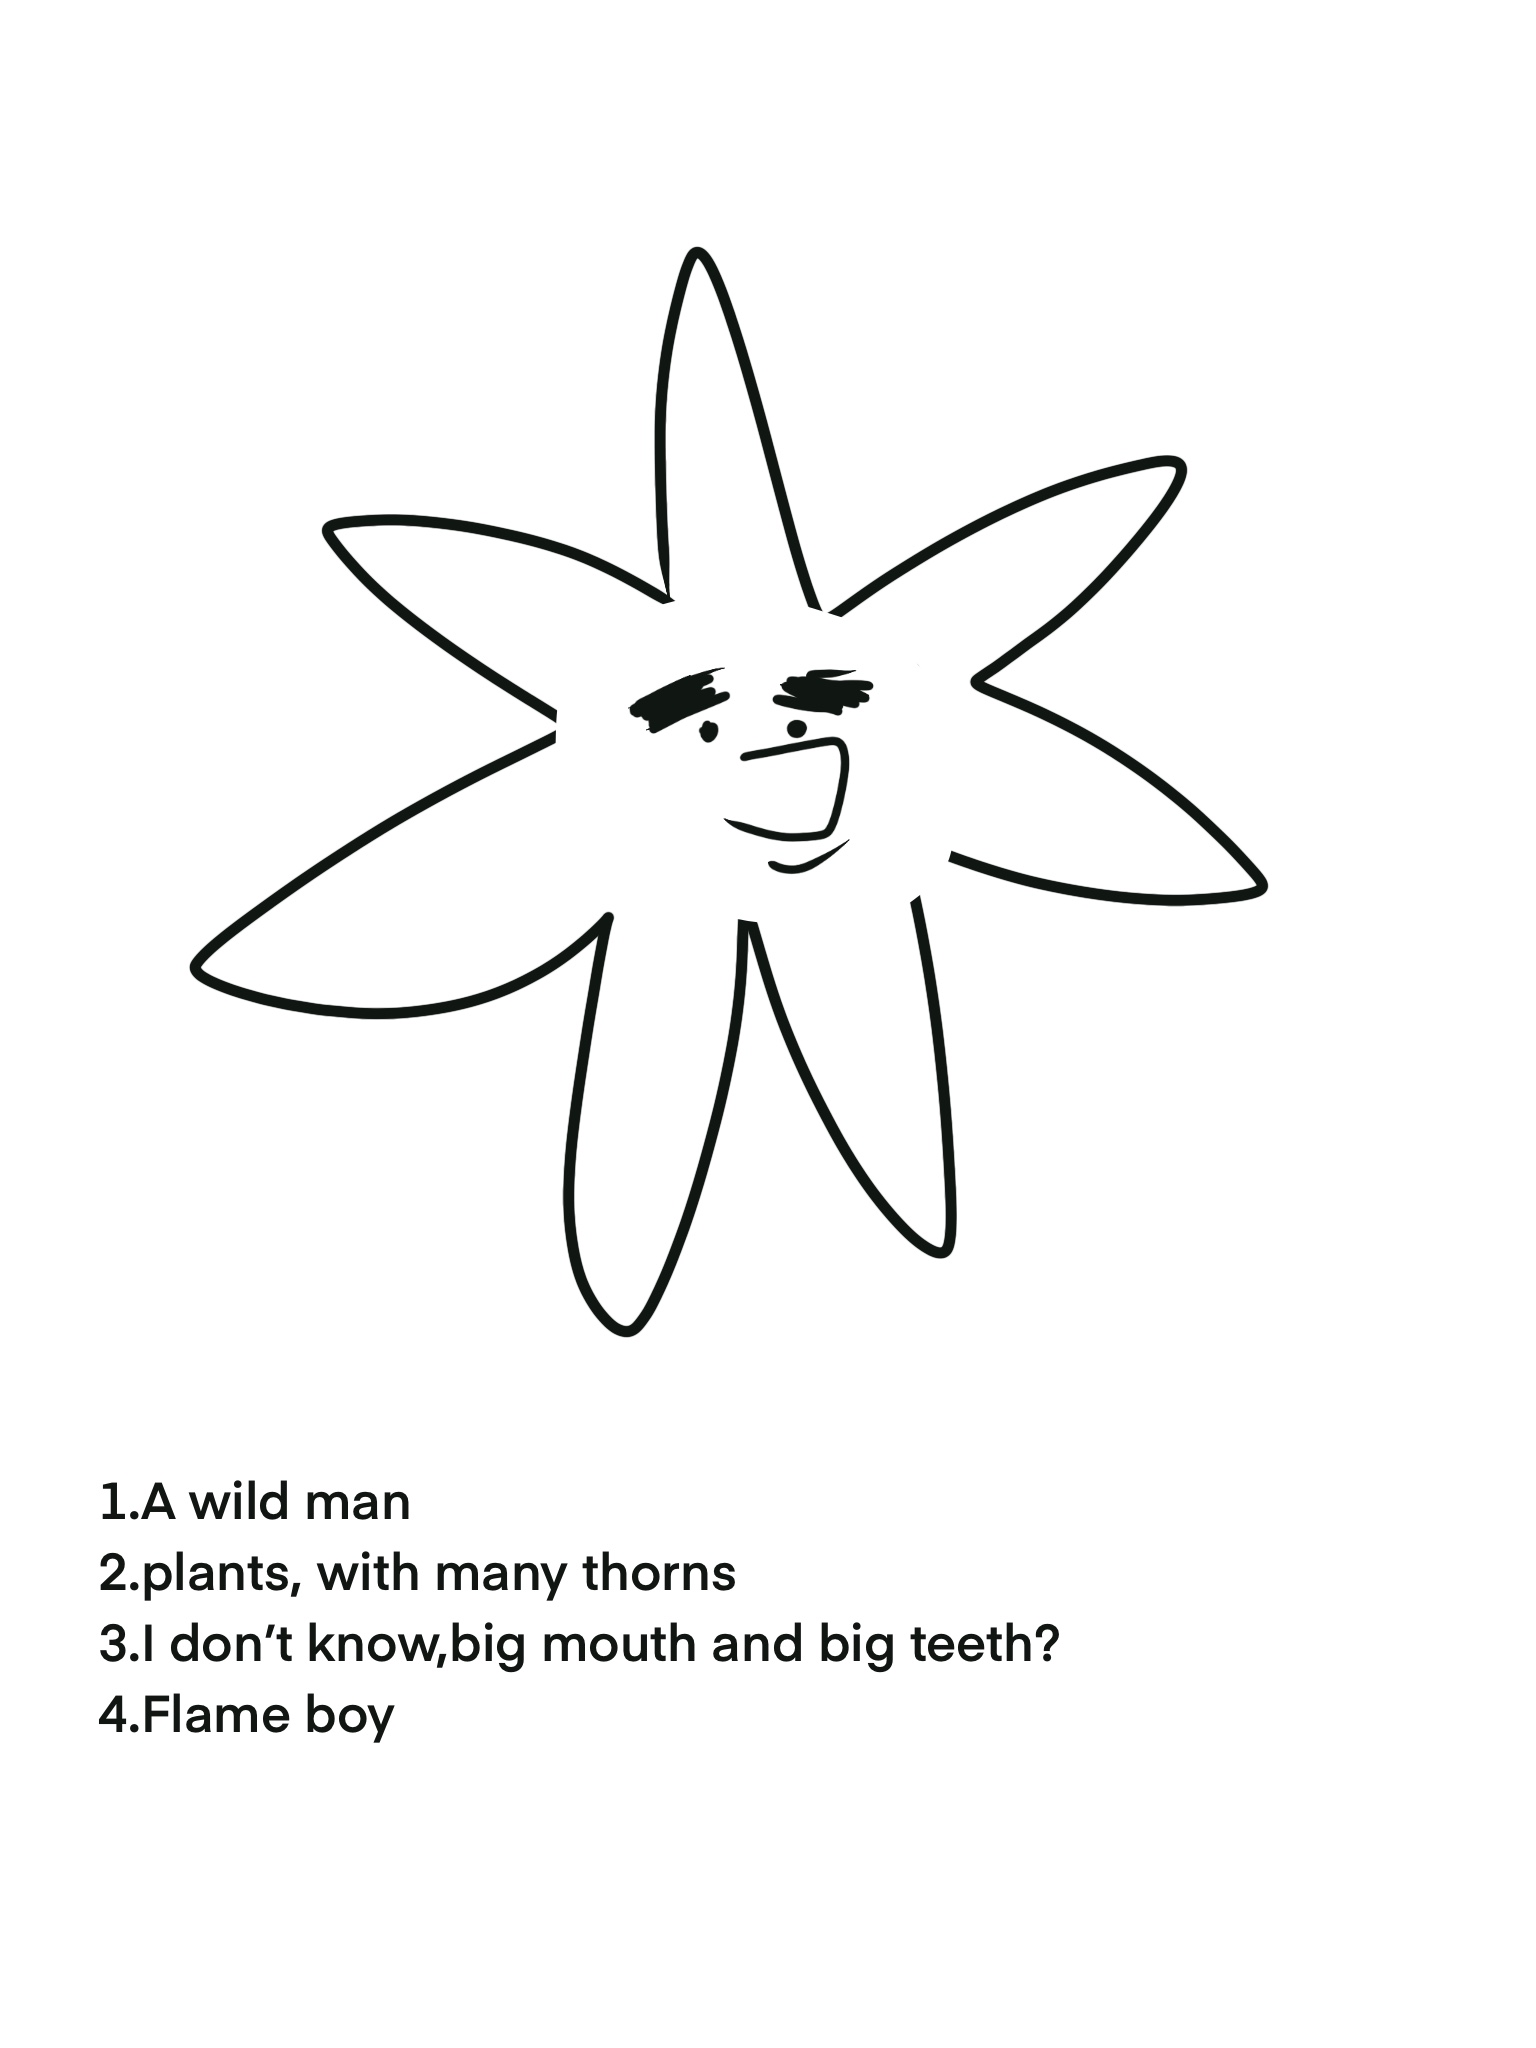 1.A wild man
2.plants, with many thorns
3.I don’t know,big mouth and big teeth?
4.Flame boy